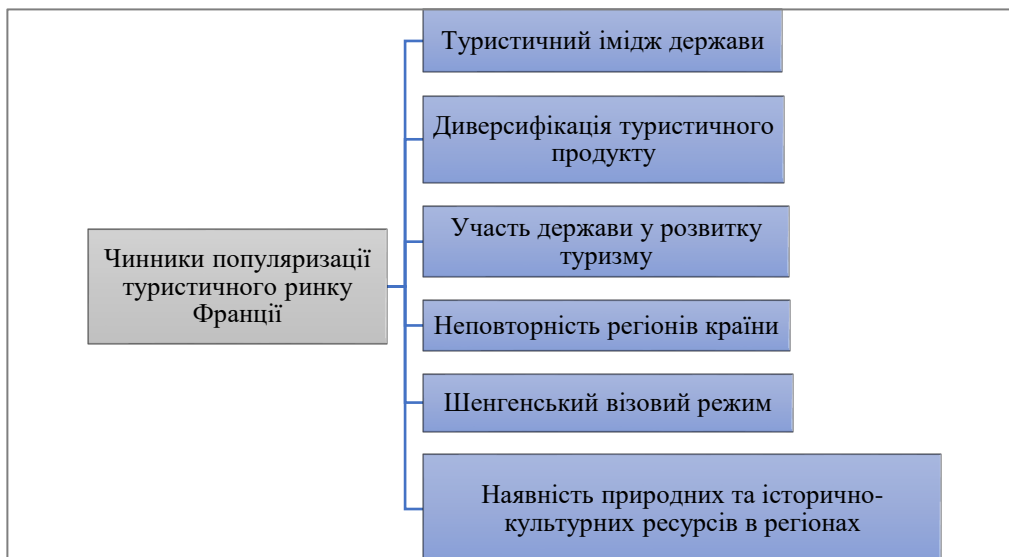 Туристичний імідж держави
Диверсифікація туристичного
продукту
Участь держави у розвитку
туризму
Чинники популяризації
туристичного ринку
Франції
Неповторність регіонів країни
Шенгенський візовий режим
Наявність природних та історично-
культурних ресурсів в регіонах